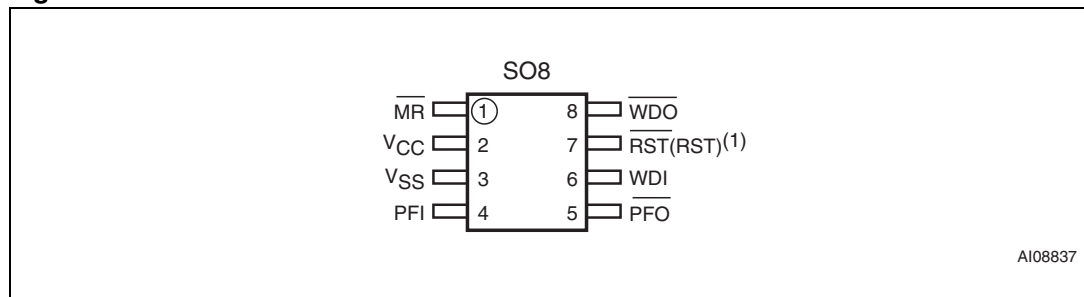 SO8
MR 1 8 WDO
VCC 2 7 RST(RST)(1)
VSS 3 6 WDI
PFI 4 5 PFO
AI08837